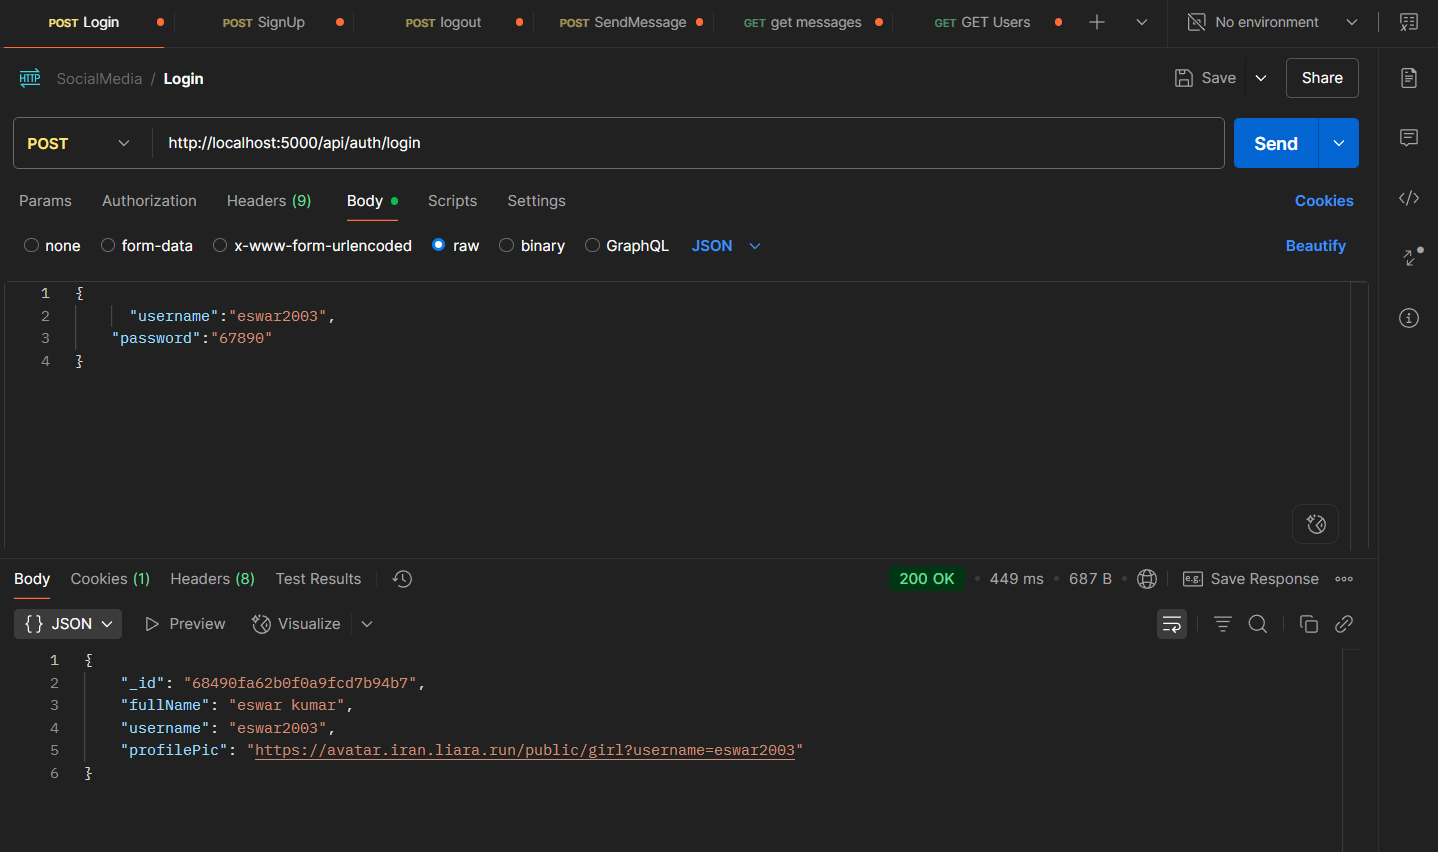 POST Login POST SignUp POST logout POST SendMessage GET get messages GET GET Users No environment
HTTP SocialMedia / Login Save Share
POST http://localhost:5000/api/auth/login Send
Params Authorization Headers (9) Body Scripts Settings Cookies
none form-data x-www-form-urlencoded raw binary GraphQL JSON Beautify
1 {
2 "username":"eswar2003",
3 "password":"67890"
4 }
Body Cookies (1) Headers (8) Test Results 200 OK • 449 ms • 687 B • e.g. Save Response
{} JSON Preview Visualize
1 {
2 "_id": "68490fa62b0f0a9fcd7b94b7",
3 "fullName": "eswar kumar",
4 "username": "eswar2003",
5 "profilePic": "https://avatar.iran.liara.run/public/girl?username=eswar2003"
6 }